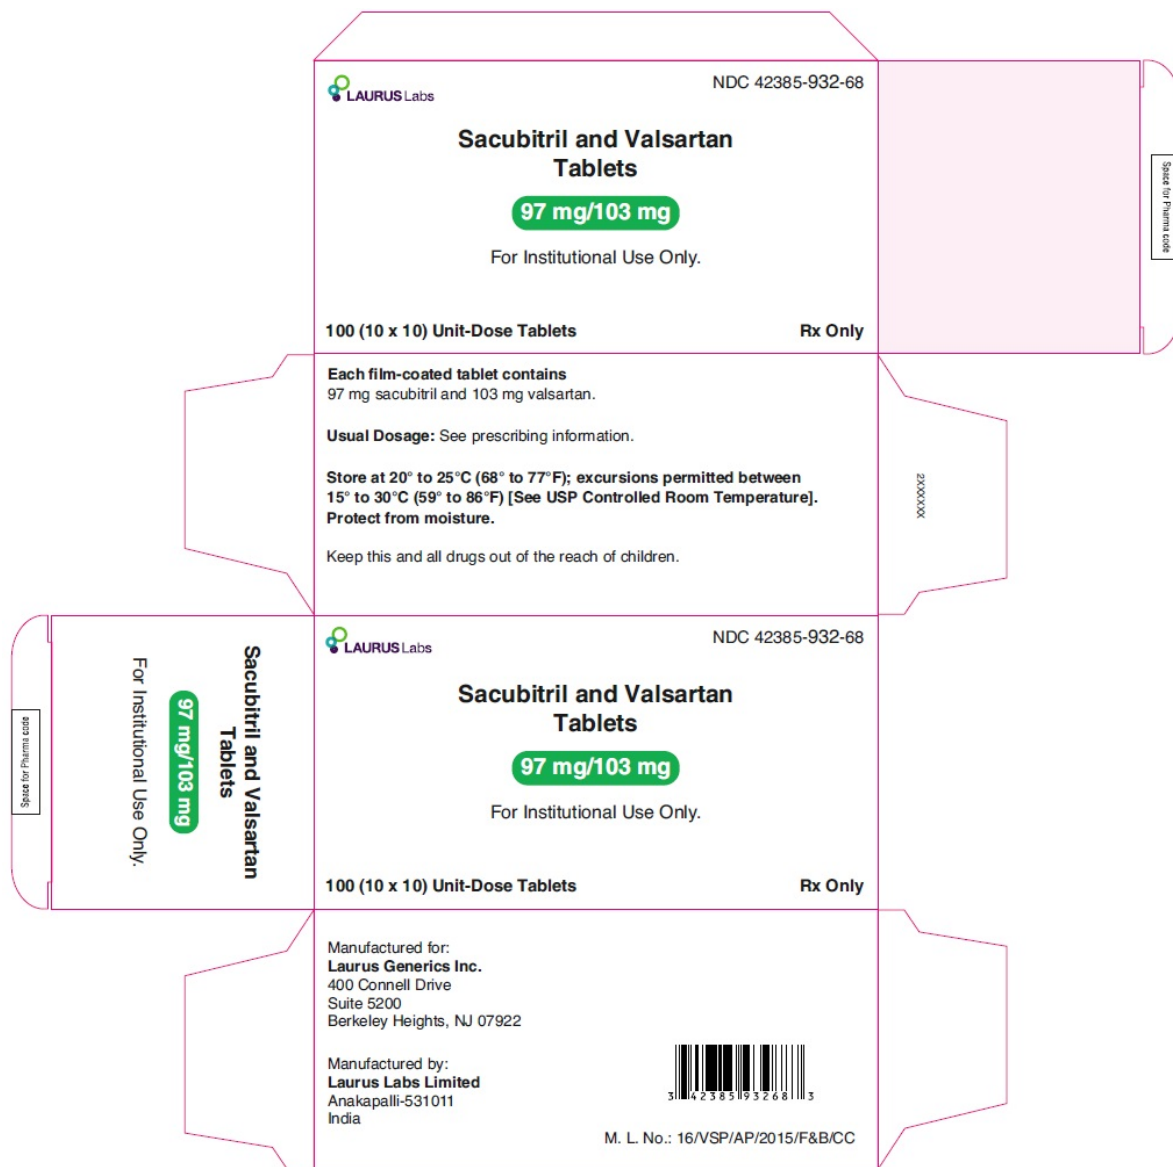 LAURUS Labs
NDC 42385-932-68
Sacubitril and Valsartan
Tablets
97 mg/103 mg
For Institutional Use Only.
100 (10 x 10) Unit-Dose Tablets
Rx Only
Space for Pharma code
Each film-coated tablet contains
97 mg sacubitril and 103 mg valsartan.
Usual Dosage: See prescribing information.
Store at 20° to 25°C (68° to 77°F); excursions permitted between
15° to 30°C (59° to 86°F) [See USP Controlled Room Temperature].
Protect from moisture.
Keep this and all drugs out of the reach of children.
2XXXXXX
Space for Pharma code
Sacubitril and Valsartan
Tablets
97 mg/103 mg
For Institutional Use Only.
LAURUS Labs
NDC 42385-932-68
Sacubitril and Valsartan
Tablets
97 mg/103 mg
For Institutional Use Only.
100 (10 x 10) Unit-Dose Tablets
Rx Only
Manufactured for:
Laurus Generics Inc.
400 Connell Drive
Suite 5200
Berkeley Heights, NJ 07922
Manufactured by:
Laurus Labs Limited
Anakapalli-531011
India
3 42385 93268 3
M. L. No.: 16/VSP/AP/2015/F&B/CC